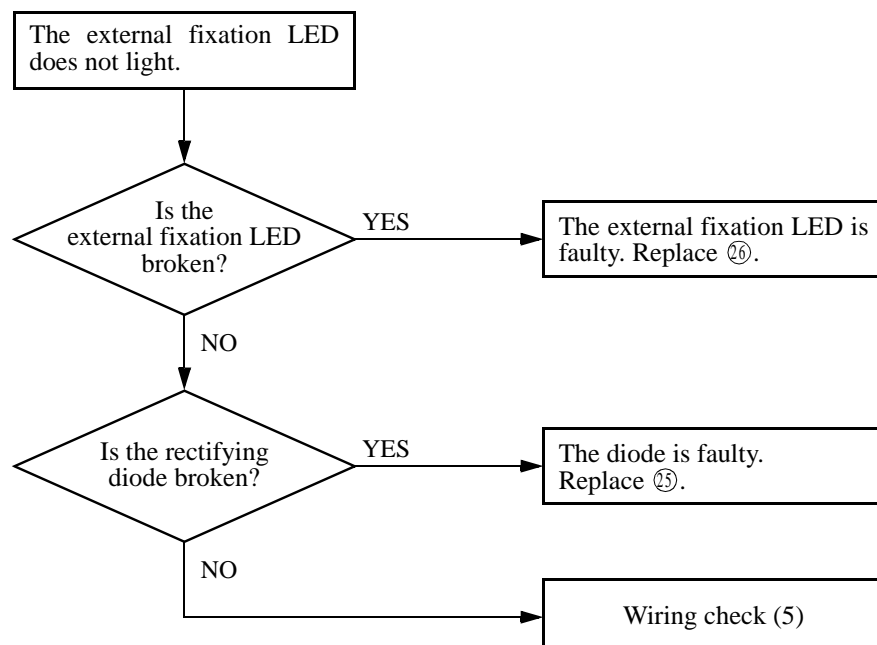 The external fixation LED
does not light.
Is the
external fixation LED
broken?
YES
The external fixation LED is
faulty. Replace ㉖.
NO
Is the rectifying
diode broken?
YES
The diode is faulty.
Replace ㉕.
NO
Wiring check (5)